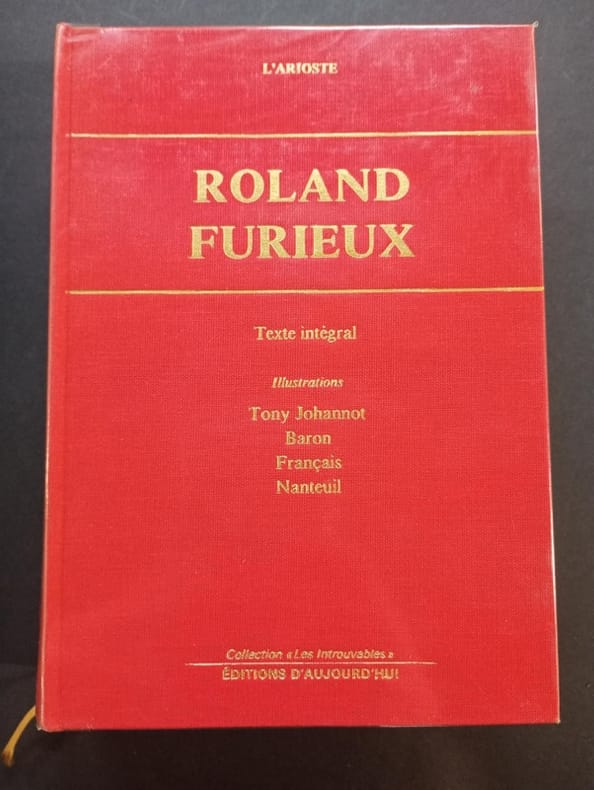 L'ARIOSTE
ROLAND
FURIEUX
Texte intégral
Illustrations
Tony Johannot
Baron
Français
Nanteuil
Collection « Les Introuvables »
ÉDITIONS D'AUJOURD'HUI